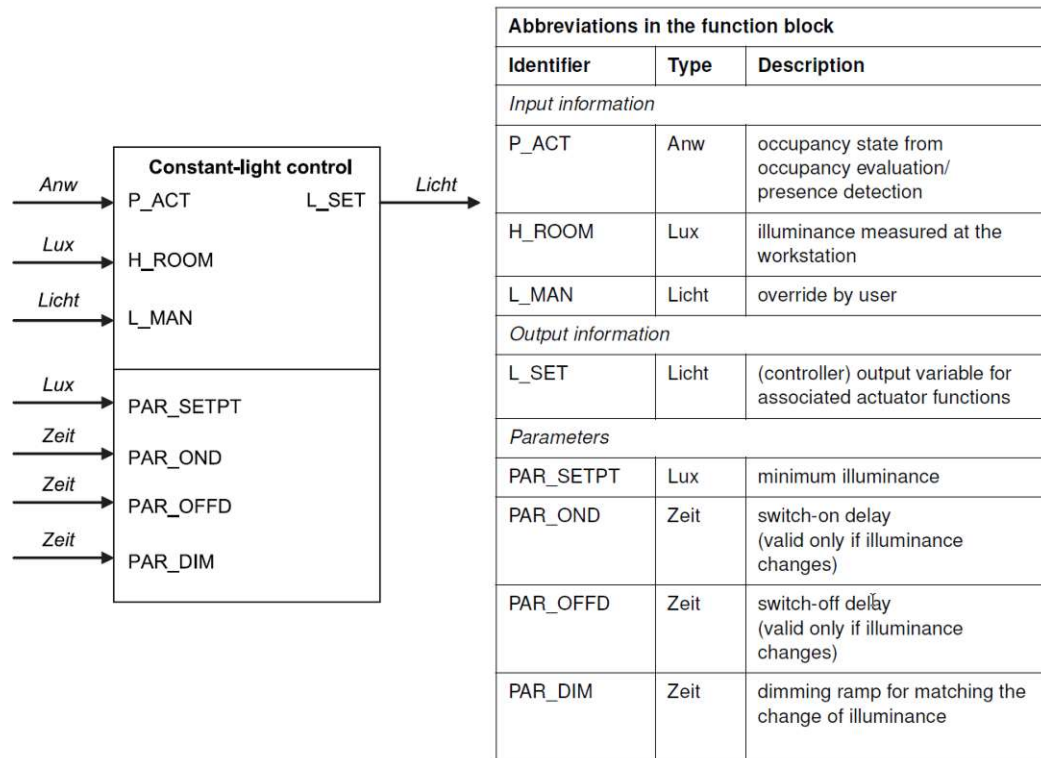 Constant-light control
Anw
P_ACT
L_SET
Licht
Lux
H_ROOM
Licht
L_MAN
Lux
PAR_SETPT
Zeit
PAR_OND
Zeit
PAR_OFFD
Zeit
PAR_DIM
Abbreviations in the function block
Identifier Type Description
Input information
P_ACT Anw occupancy state from
occupancy evaluation/
presence detection
H_ROOM Lux illuminance measured at the
workstation
L_MAN Licht override by user
Output information
L_SET Licht (controller) output variable for
associated actuator functions
Parameters
PAR_SETPT Lux minimum illuminance
PAR_OND Zeit switch-on delay
(valid only if illuminance
changes)
PAR_OFFD Zeit switch-off delay
(valid only if illuminance
changes)
PAR_DIM Zeit dimming ramp for matching the
change of illuminance